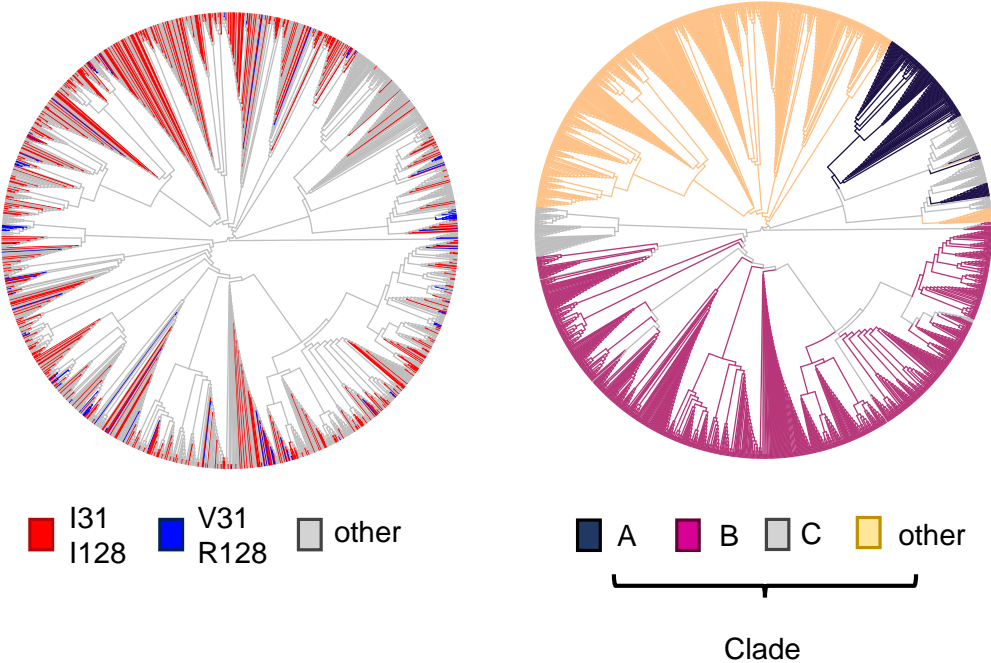 I31
I128
V31
R128
other
A
B
C
other
Clade